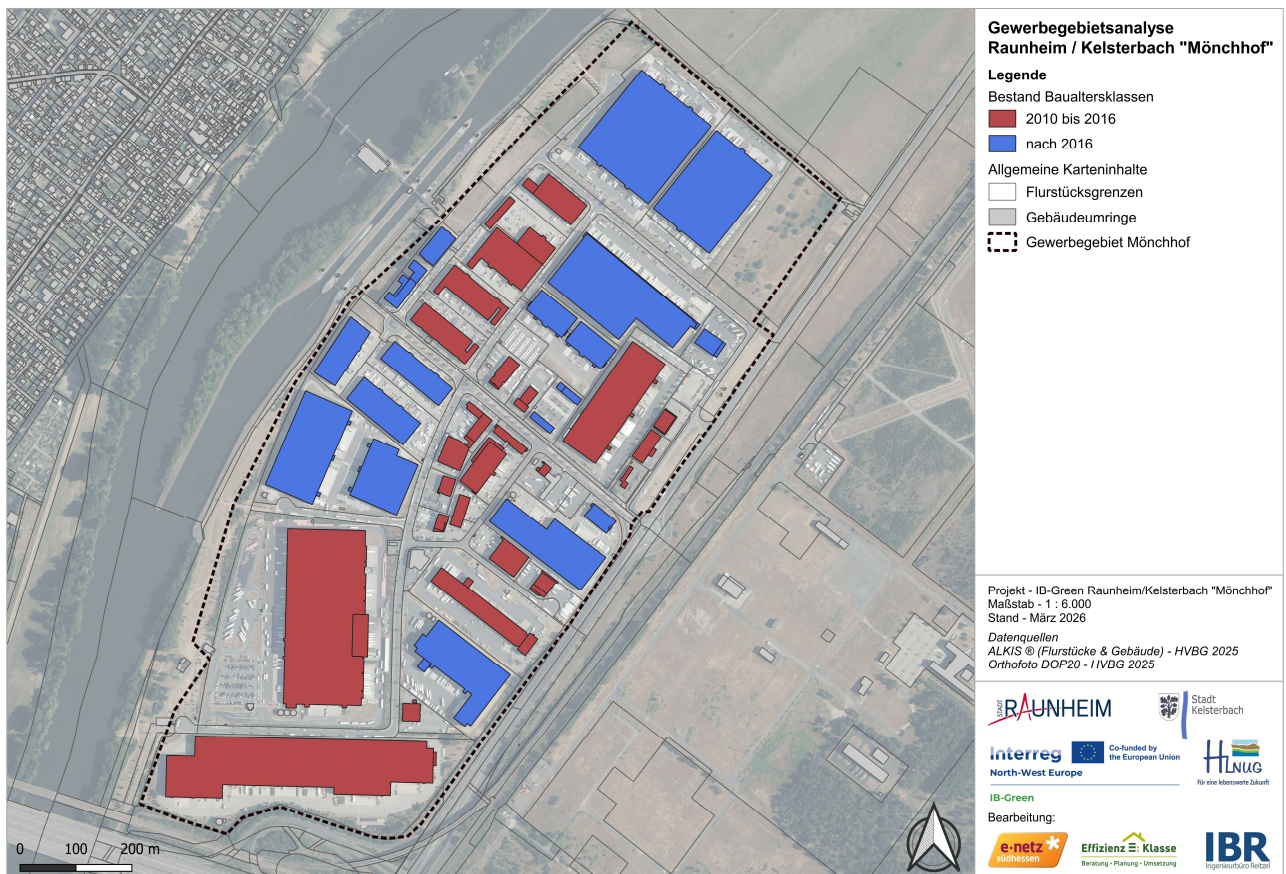 Gewerbegebietsanalyse
Raunheim / Kelsterbach "Mönchhof"
Legende
Bestand Baualtersklassen
2010 bis 2016
nach 2016
Allgemeine Karteninhalte
Flurstücksgrenzen
Gebäudeumringe
Gewerbegebiet Mönchhof
Projekt - IB-Green Raunheim/Kelsterbach "Mönchhof"
Maßstab - 1 : 6.000
Stand - März 2026
Datenquellen
ALKIS ® (Flurstücke & Gebäude) - HVBG 2025
Orthofoto DOP20 - HVBG 2025
STADT RAUNHEIM
Stadt
Kelsterbach
Interreg
North-West Europe
Co-funded by
the European Union
HLNUG
Für eine lebenswerte Zukunft
IB-Green
Bearbeitung:
e-netz
südhessen
Effizienz Klasse
Beratung • Planung • Umsetzung
IBR
Ingenieurbüro Reitzel
0 100 200 m